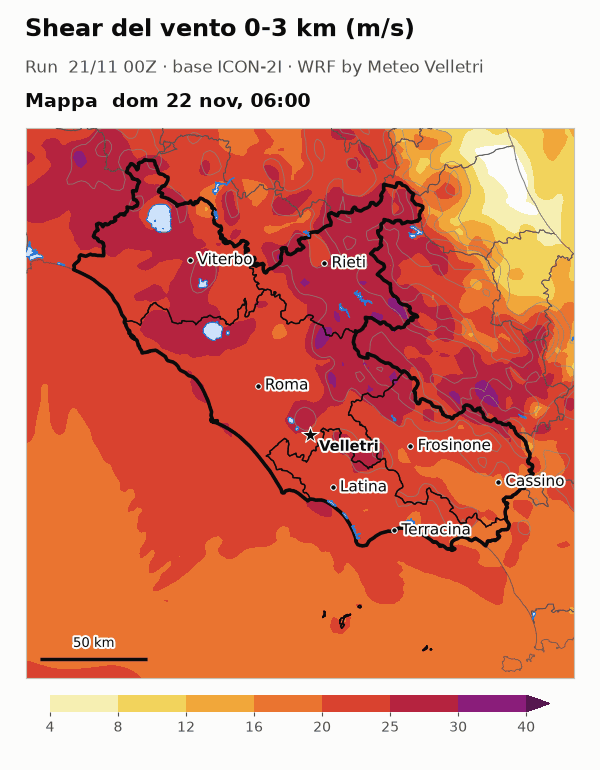 Shear del vento 0-3 km (m/s)
Run  21/11 00Z · base ICON-2I · WRF by Meteo Velletri
Mappa  dom 22 nov, 06:00
Viterbo
Rieti
Roma
Velletri
Frosinone
Cassino
Latina
Terracina
50 km
4 8 12 16 20 25 30 40